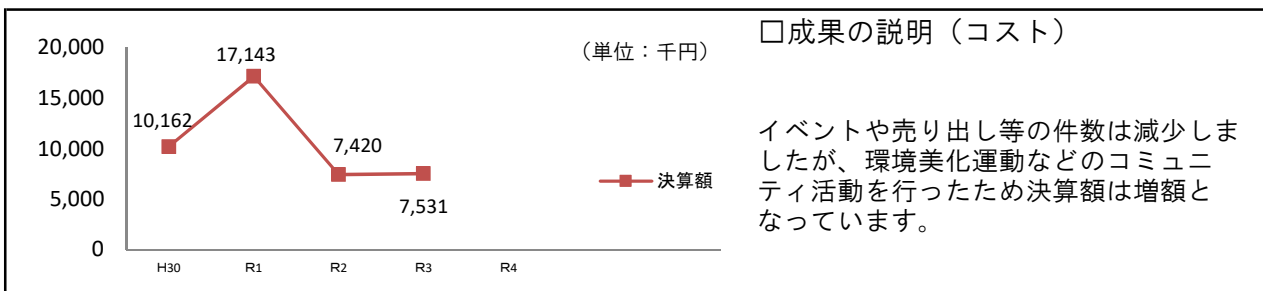 20,000
15,000
10,000
5,000
0
（単位：千円）
10,162
17,143
7,420
7,531
決算額
H30
R1
R2
R3
R4
□成果の説明（コスト）
イベントや売り出し等の件数は減少しま
したが、環境美化運動などのコミュニ
ティ活動を行ったため決算額は増額と
なっています。